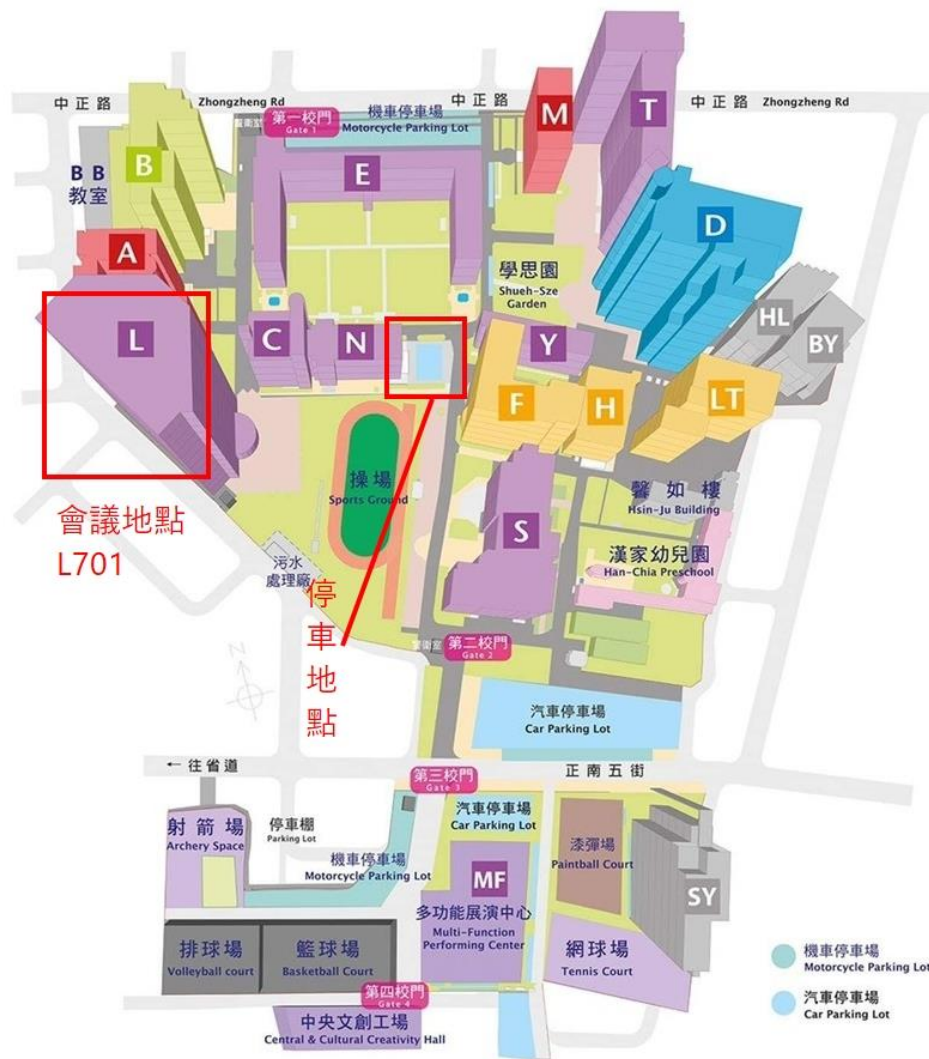 中正路
Zhongzheng Rd
中正路
中正路
Zhongzheng Rd
警衛室
第一校門
Gate 1
機車停車場
Motorcycle Parking Lot
M
T
B
B B
教室
E
D
A
學思園
Shueh-Sze
Garden
L
C
N
Y
HL
BY
F
H
LT
操場
Sports Ground
馨如樓
Hsin-Ju Building
會議地點
L701
S
漢家幼兒園
Han-Chia Preschool
污水
處理廠
停
車
地
點
警衛室
第二校門
Gate 2
N
汽車停車場
Car Parking Lot
←往省道
正南五街
第三校門
Gate 3
射箭場
Archery Space
停車棚
Parking Lot
汽車停車場
Car Parking Lot
漆彈場
Paintball Court
機車停車場
Motorcycle Parking Lot
MF
SY
多功能展演中心
Multi-Function
Performing Center
排球場
Volleyball court
籃球場
Basketball Court
網球場
Tennis Court
機車停車場
Motorcycle Parking Lot
第四校門
Gate 4
汽車停車場
Car Parking Lot
中央文創工場
Central & Cultural Creativity Hall